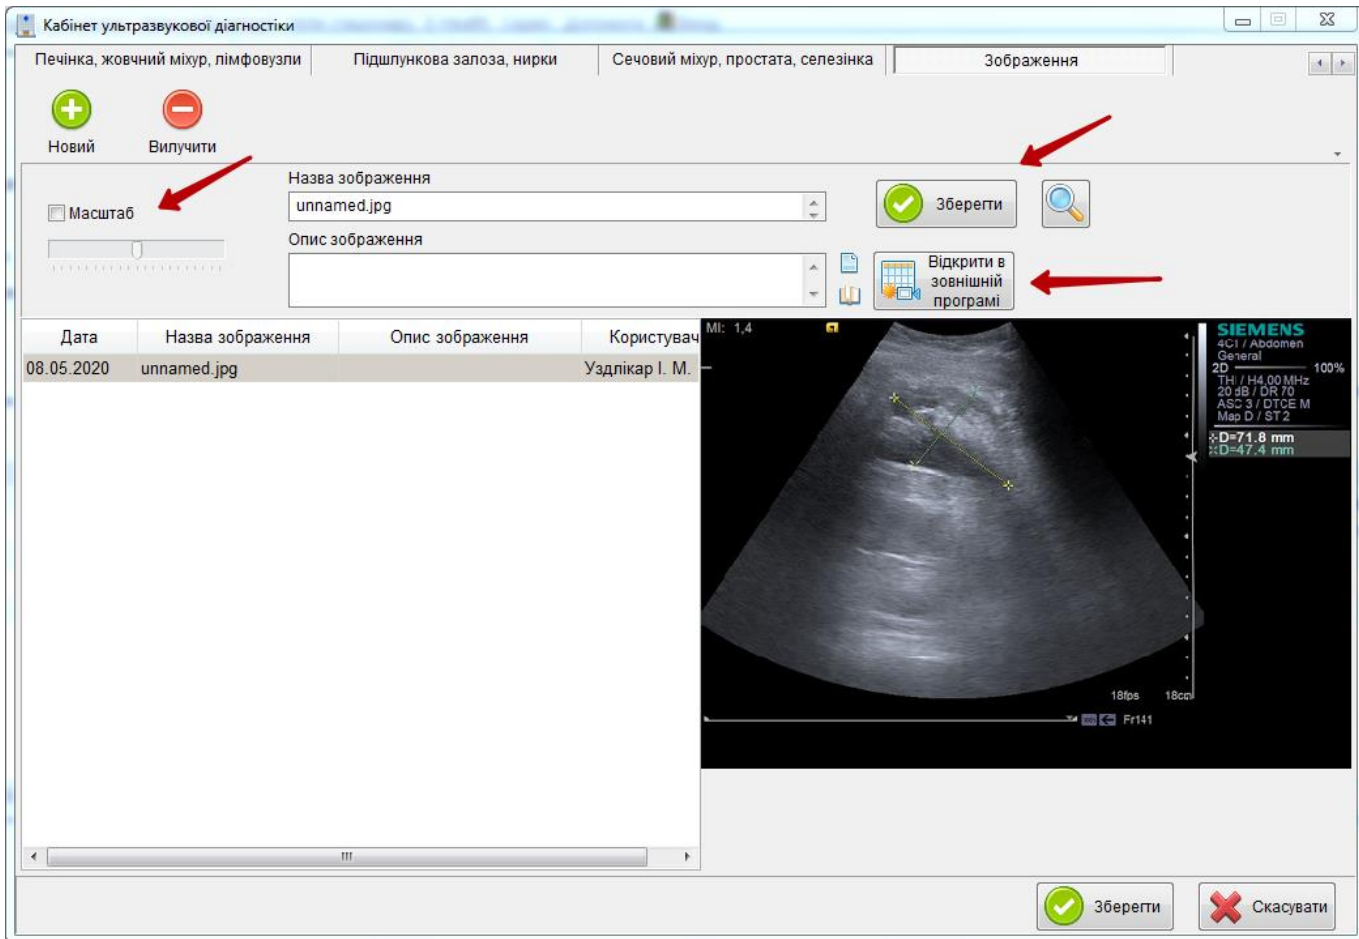 Кабінет ультразвукової діагностики
Печінка, жовчний міхур, лімфовузли
Підшлункова залоза, нирки
Сечовий міхур, простата, селезінка
Зображення
Новий
Вилучити
Масштаб
Назва зображення
unnamed.jpg
Зберегти
Опис зображення
Відкрити в
зовнішній
програмі
Дата Назва зображення Опис зображення Користувач
08.05.2020 unnamed.jpg Уздлікар І. М.
MI: 1,4
SIEMENS
4C1 / Abdomen
General
2D 100%
THI / H4,00 MHz
20 dB / DR 70
ASC 3 / DTCE M
Map D / ST 2
D=71.8 mm
D=47.4 mm
18fps 18cm
Fr141
Зберегти
Скасувати